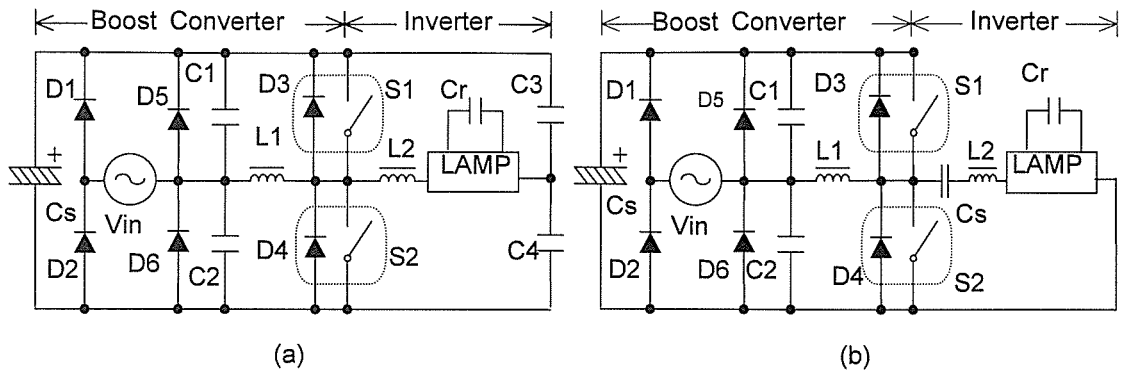 Boost Converter Inverter
D1 D5 C1 D3 S1 Cr C3
L1 L2 LAMP
+
Cs Vin
D2 D6 C2 D4 S2 C4
(a)
Boost Converter Inverter
D1 D5 C1 D3 S1 Cr
L1 L2 LAMP
+
Cs Vin Cs
D2 D6 C2 D4 S2
(b)